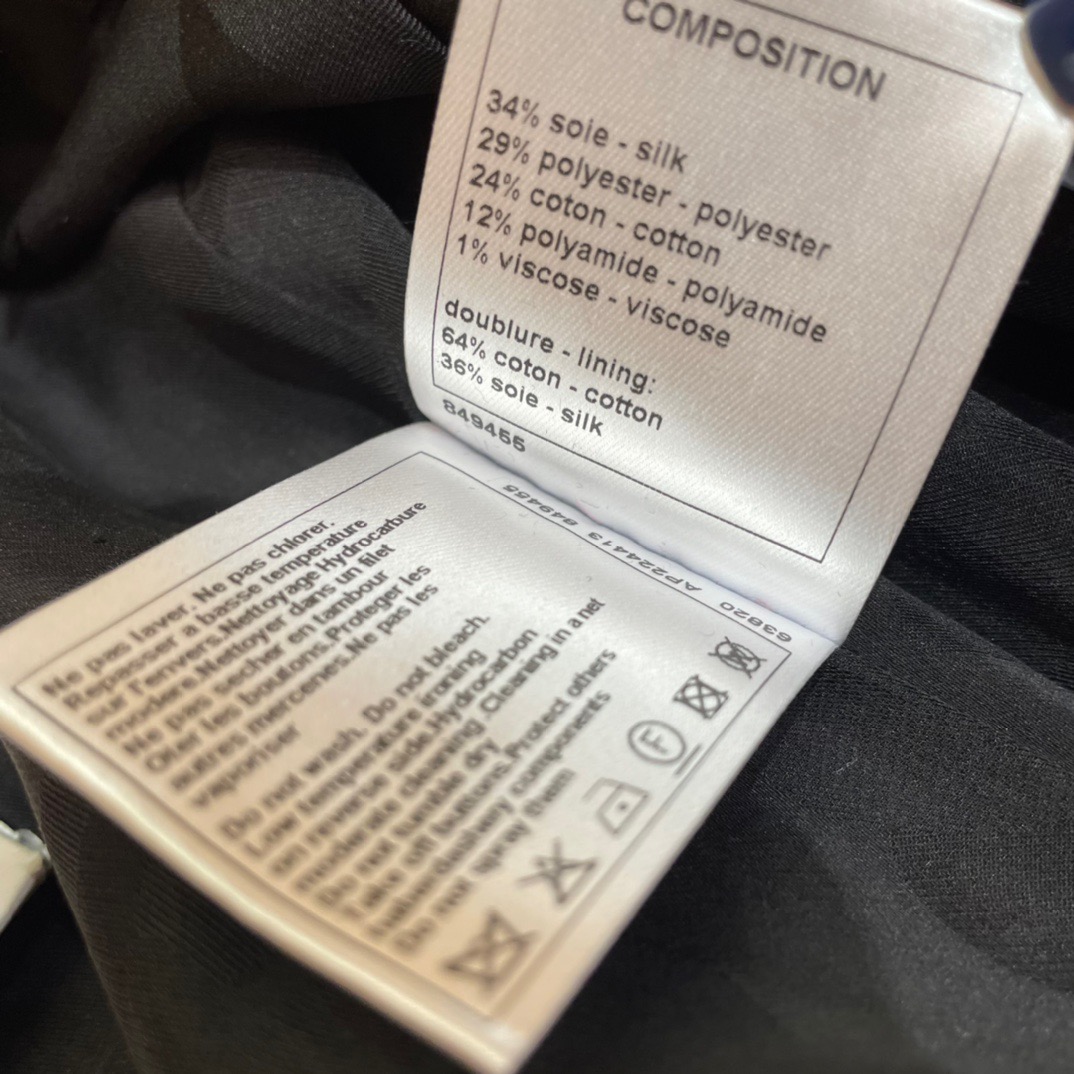 COMPOSITION
34% soie - silk
29% polyester - polyester
24% coton - cotton
12% polyamide - polyamide
1% viscose - viscose
doublure - lining:
64% coton - cotton
36% soie - silk
849455
63820 AP224413 849455
Ne pas laver. Ne pas chlorer.
Repasser a basse temperature
sur l'envers.Nettoyage Hydrocarbure
modere.Nettoyer dans un filet
Ne pas secher en tambour
Oter les boutons.Proteger les
autres merceries.Ne pas les
vaporiser
Do not wash. Do not bleach.
Low temperature ironing
on reverse side.Hydrocarbon
moderate cleaning .Cleaning in a net
Do not tumble dry
Take off buttons.Protect others
haberdashery components
Do not spray them
F